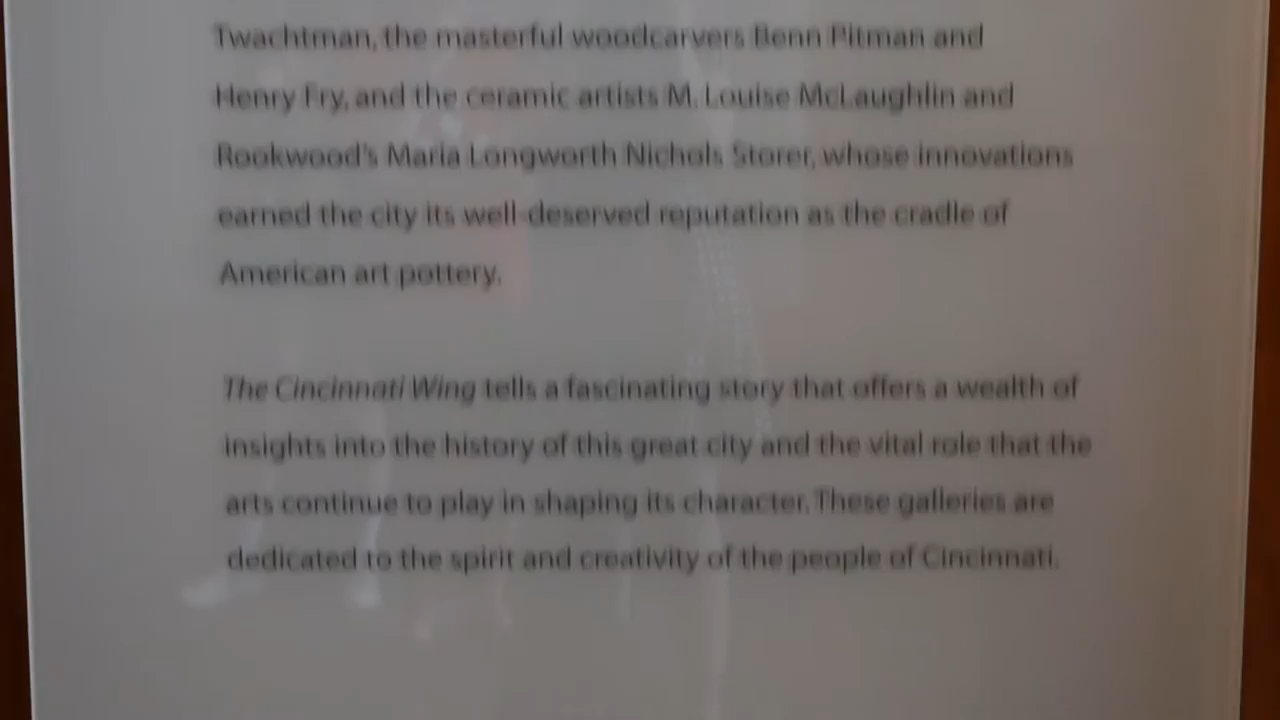 Twachtman, the masterful woodcarvers Benn Pitman and
Henry Fry, and the ceramic artists M. Louise McLaughlin and
Rookwood's Maria Longworth Nichols Storer, whose innovations
earned the city its well-deserved reputation as the cradle of
American art pottery.
The Cincinnati Wing tells a fascinating story that offers a wealth of
insights into the history of this great city and the vital role that the
arts continue to play in shaping its character. These galleries are
dedicated to the spirit and creativity of the people of Cincinnati.